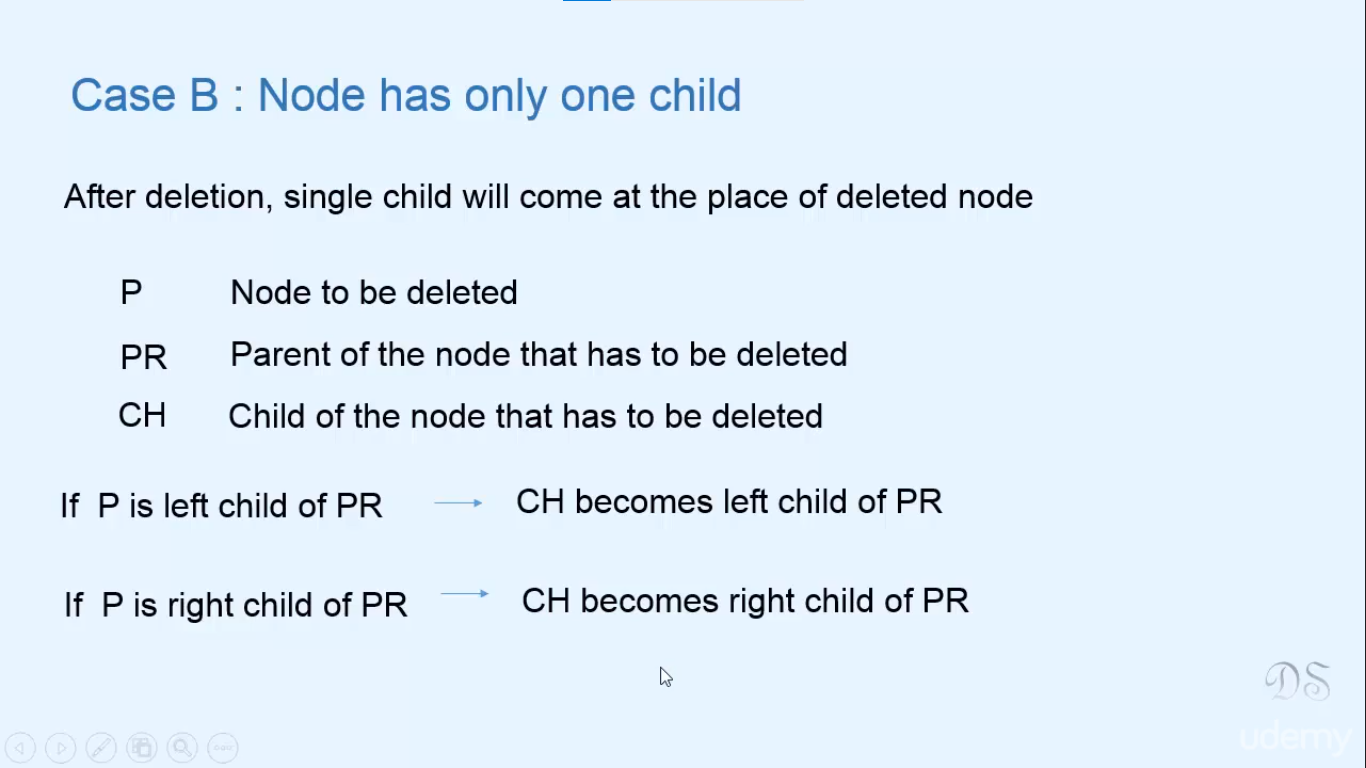 Case B : Node has only one child
After deletion, single child will come at the place of deleted node
P Node to be deleted
PR Parent of the node that has to be deleted
CH Child of the node that has to be deleted
If P is left child of PR CH becomes left child of PR
If P is right child of PR CH becomes right child of PR
DS
udemy